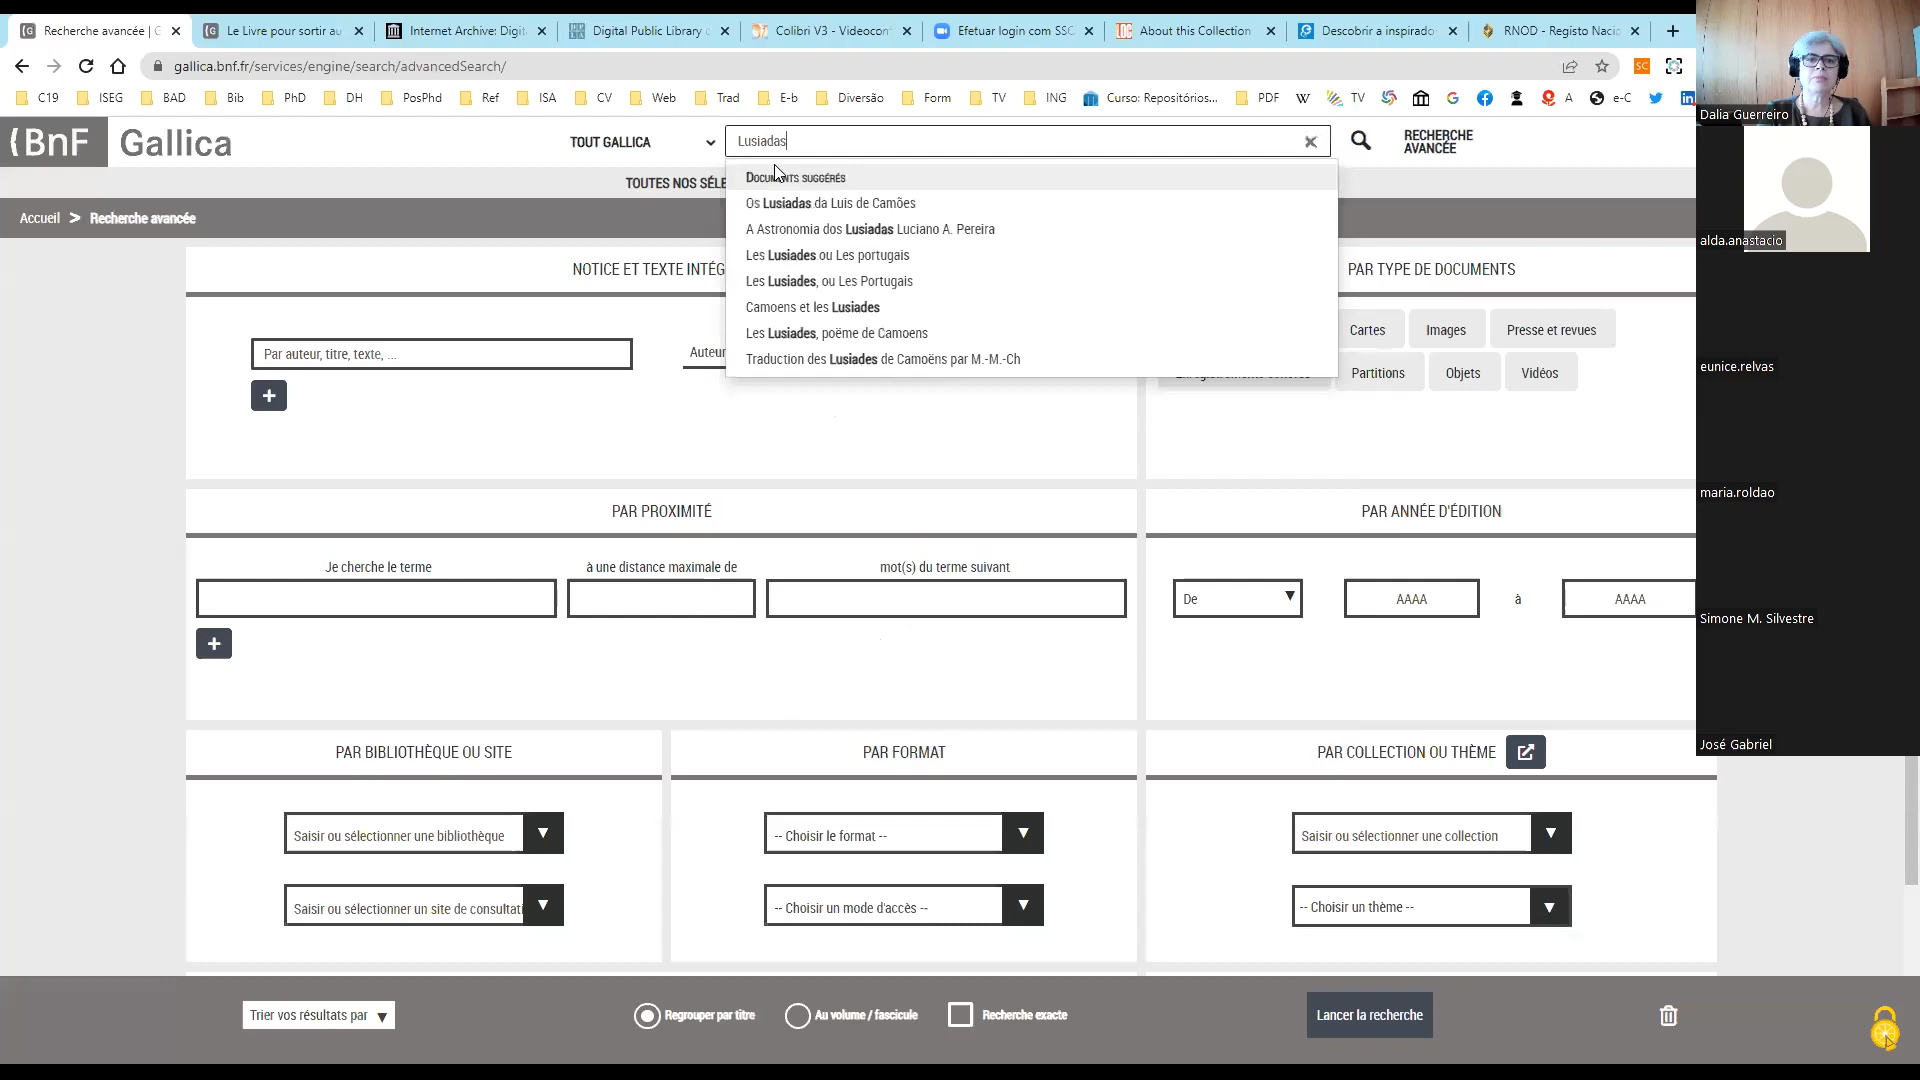 Recherche avancée | G
Le Livre pour sortir au
Internet Archive: Digita
Digital Public Library o
Colibri V3 - Videoconf
Efetuar login com SSO
About this Collection
Descobrir a inspirador
RNOD - Registo Nacio
gallica.bnf.fr/services/engine/search/advancedSearch/
SC
C19
ISEG
BAD
Bib
PhD
DH
PosPhd
Ref
ISA
CV
Web
Trad
E-b
Diversão
Form
TV
ING
Curso: Repositórios...
PDF
W
TV
G
A
e-C
in
{BnF Gallica
TOUT GALLICA
Lusiadas
RECHERCHE
AVANCÉE
TOUTES NOS SÉLE
Accueil > Recherche avancée
Documents suggérés
Os Lusiadas da Luis de Camões
A Astronomia dos Lusiadas Luciano A. Pereira
Les Lusiades ou Les portugais
Les Lusiades, ou Les Portugais
Camoens et les Lusiades
Les Lusiades, poëme de Camoens
Traduction des Lusiades de Camoëns par M.-M.-Ch
NOTICE ET TEXTE INTÉG
PAR TYPE DE DOCUMENTS
Par auteur, titre, texte, ...
Auteur
Cartes
Images
Presse et revues
Partitions
Objets
Vidéos
PAR PROXIMITÉ
PAR ANNÉE D'ÉDITION
Je cherche le terme
à une distance maximale de
mot(s) du terme suivant
De
AAAA
à
AAAA
PAR BIBLIOTHÈQUE OU SITE
PAR FORMAT
PAR COLLECTION OU THÈME
Saisir ou sélectionner une bibliothèque
-- Choisir le format --
Saisir ou sélectionner une collection
Saisir ou sélectionner un site de consultati
-- Choisir un mode d'accès --
-- Choisir un thème --
Trier vos résultats par
Regrouper par titre
Au volume / fascicule
Recherche exacte
Lancer la recherche
Dalia Guerreiro
alda.anastacio
eunice.relvas
maria.roldao
Simone M. Silvestre
José Gabriel